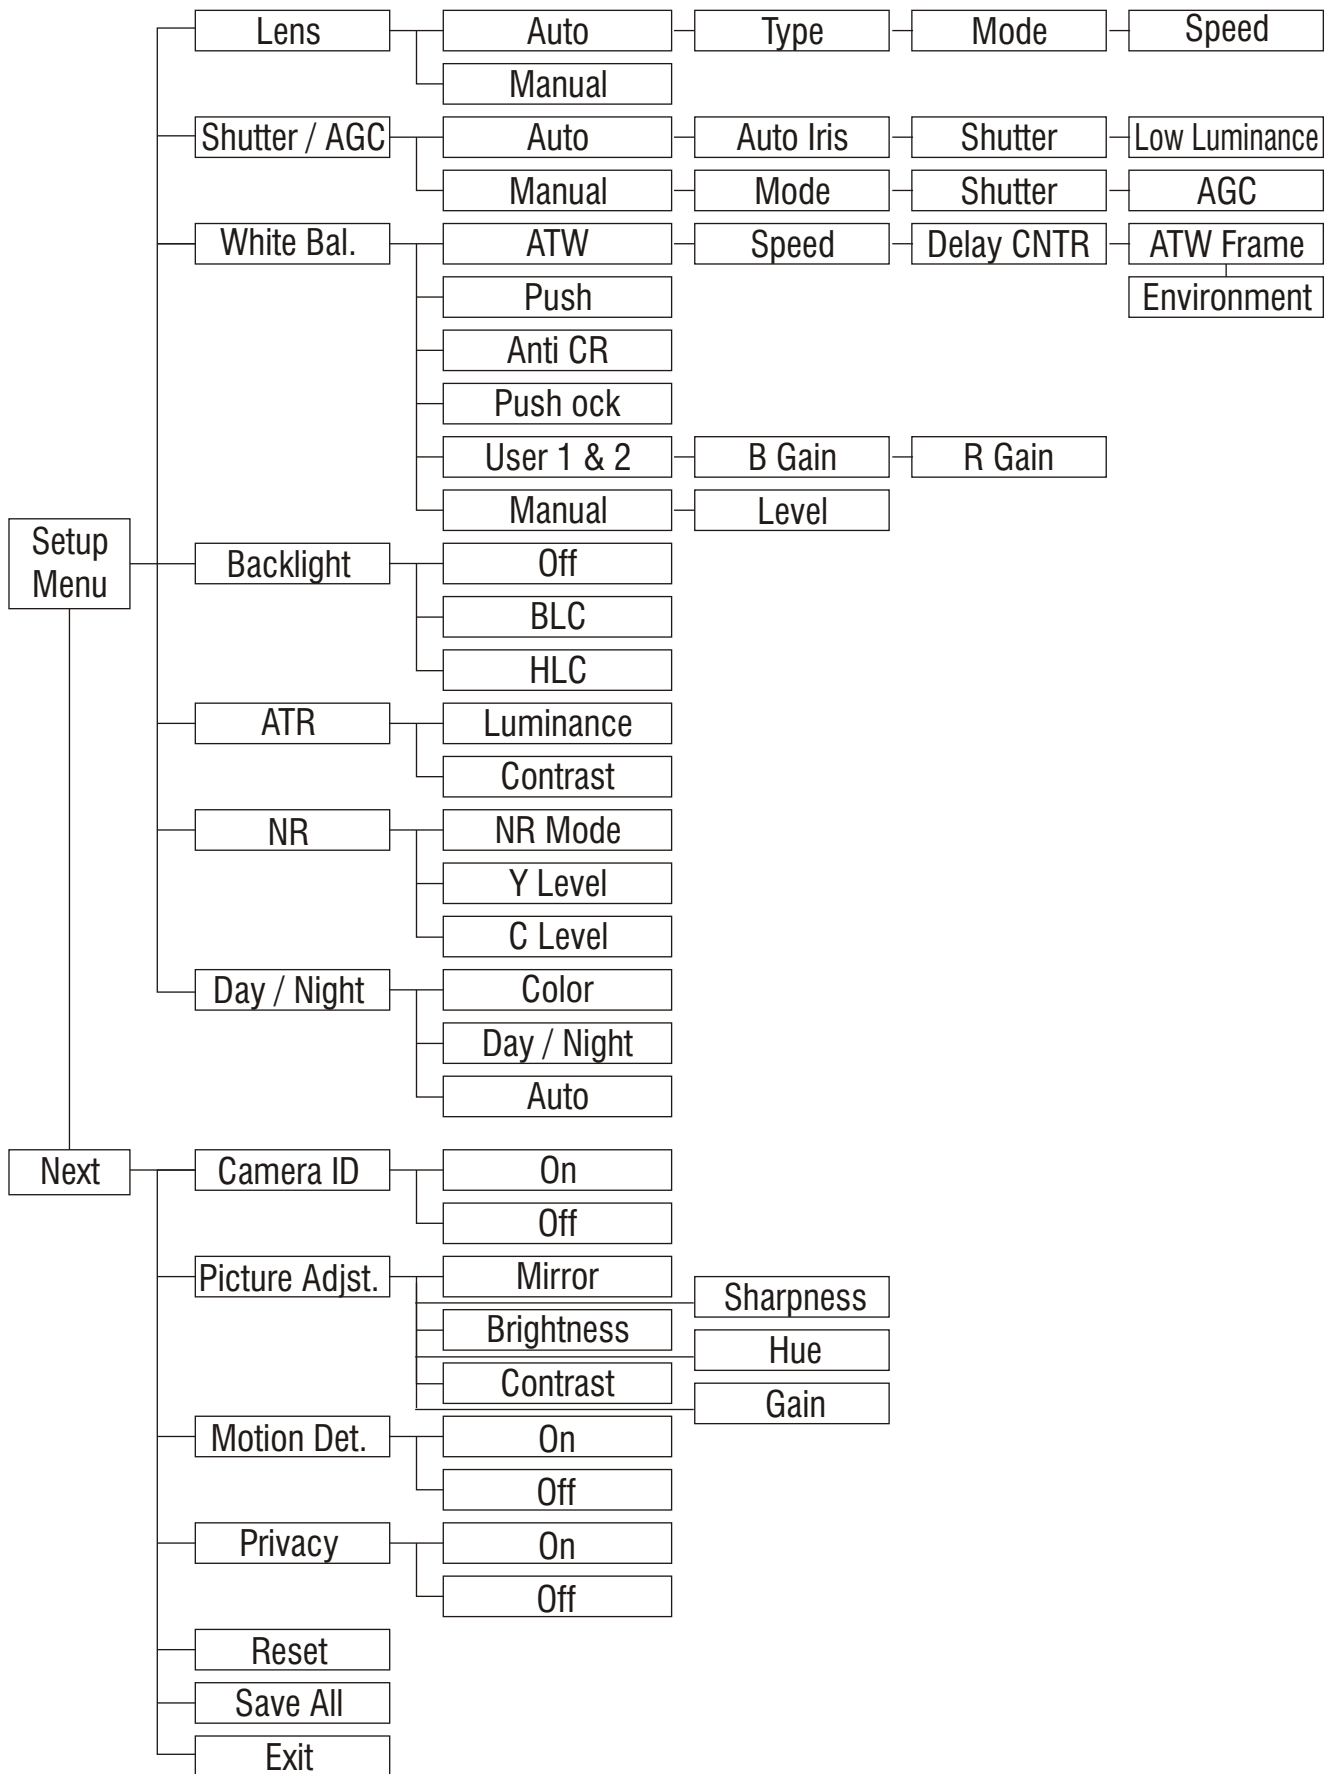 Lens
Auto
Type
Mode
Speed
Manual
Shutter / AGC
Auto
Auto Iris
Shutter
Low Luminance
Manual
Mode
Shutter
AGC
White Bal.
ATW
Speed
Delay CNTR
ATW Frame
Push
Environment
Anti CR
Push ock
User 1 & 2
B Gain
R Gain
Manual
Level
Setup
Menu
Backlight
Off
BLC
HLC
ATR
Luminance
Contrast
NR
NR Mode
Y Level
C Level
Day / Night
Color
Day / Night
Auto
Next
Camera ID
On
Off
Picture Adjst.
Mirror
Sharpness
Brightness
Hue
Contrast
Gain
Motion Det.
On
Off
Privacy
On
Off
Reset
Save All
Exit